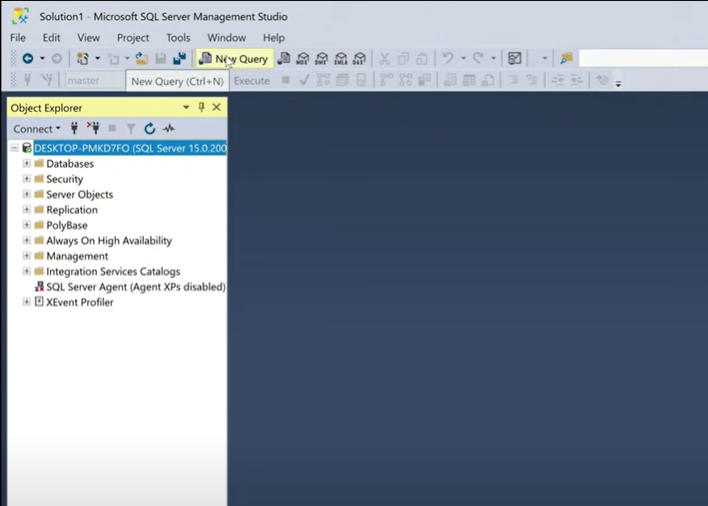 Solution1 - Microsoft SQL Server Management Studio
File Edit View Project Tools Window Help
New Query MDX DMX XMLA DAX
master New Query (Ctrl+N) Execute
Object Explorer
Connect
DESKTOP-PMKD7FO (SQL Server 15.0.200
Databases
Security
Server Objects
Replication
PolyBase
Always On High Availability
Management
Integration Services Catalogs
SQL Server Agent (Agent XPs disabled)
XEvent Profiler